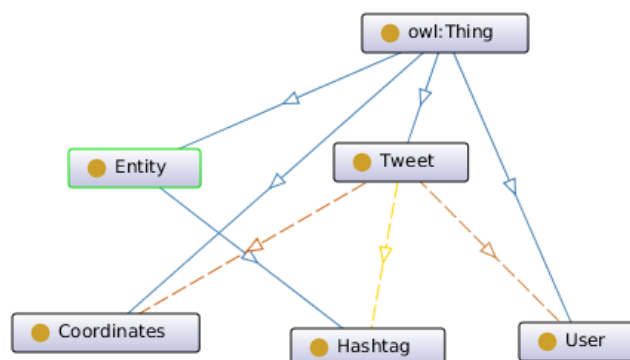 owl:Thing
Entity
Tweet
Coordinates
Hashtag
User